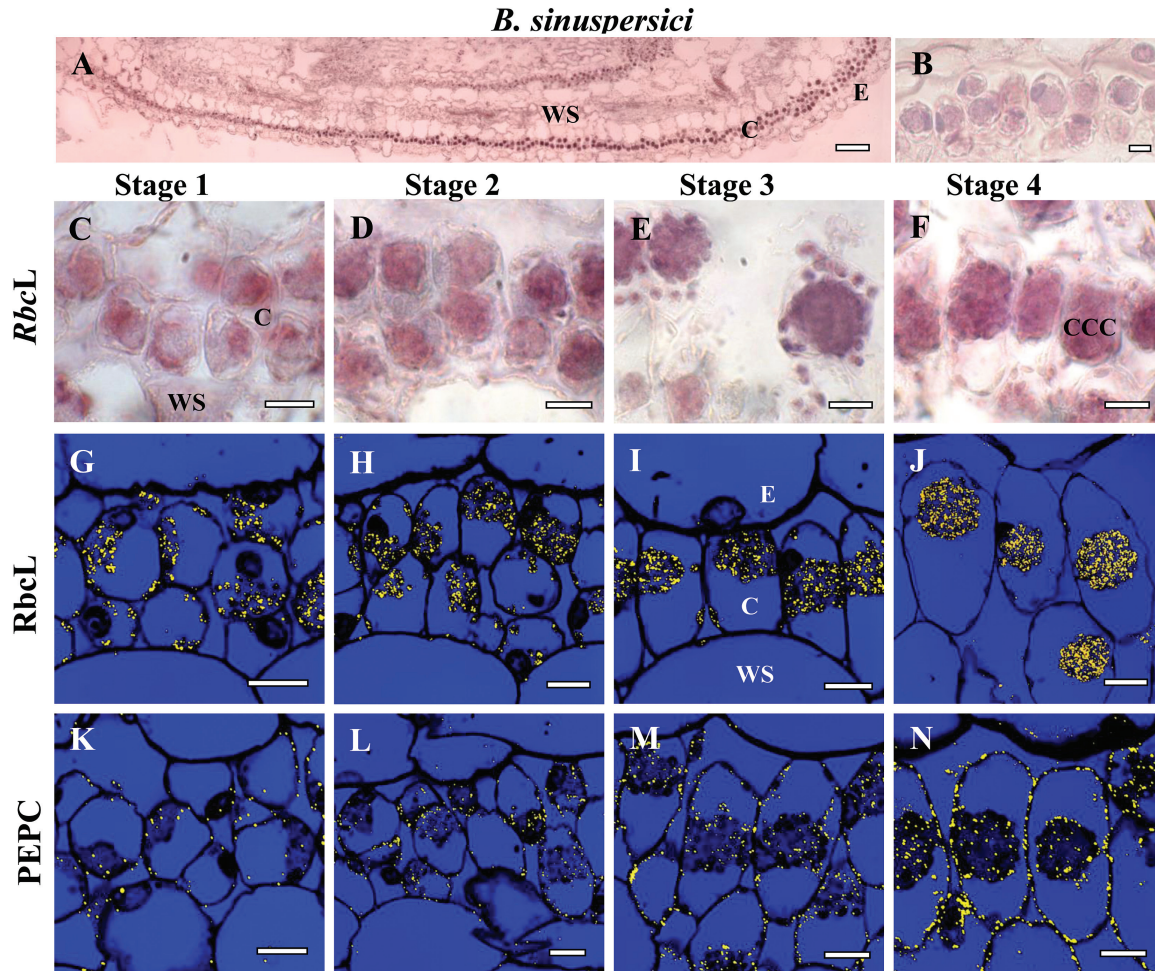 B. sinuspersici
A
WS
C
E
B
Stage 1
Stage 2
Stage 3
Stage 4
RbcL
C
C
WS
D
E
F
CCC
RbcL
G
H
I
E
C
WS
J
PEPC
K
L
M
N